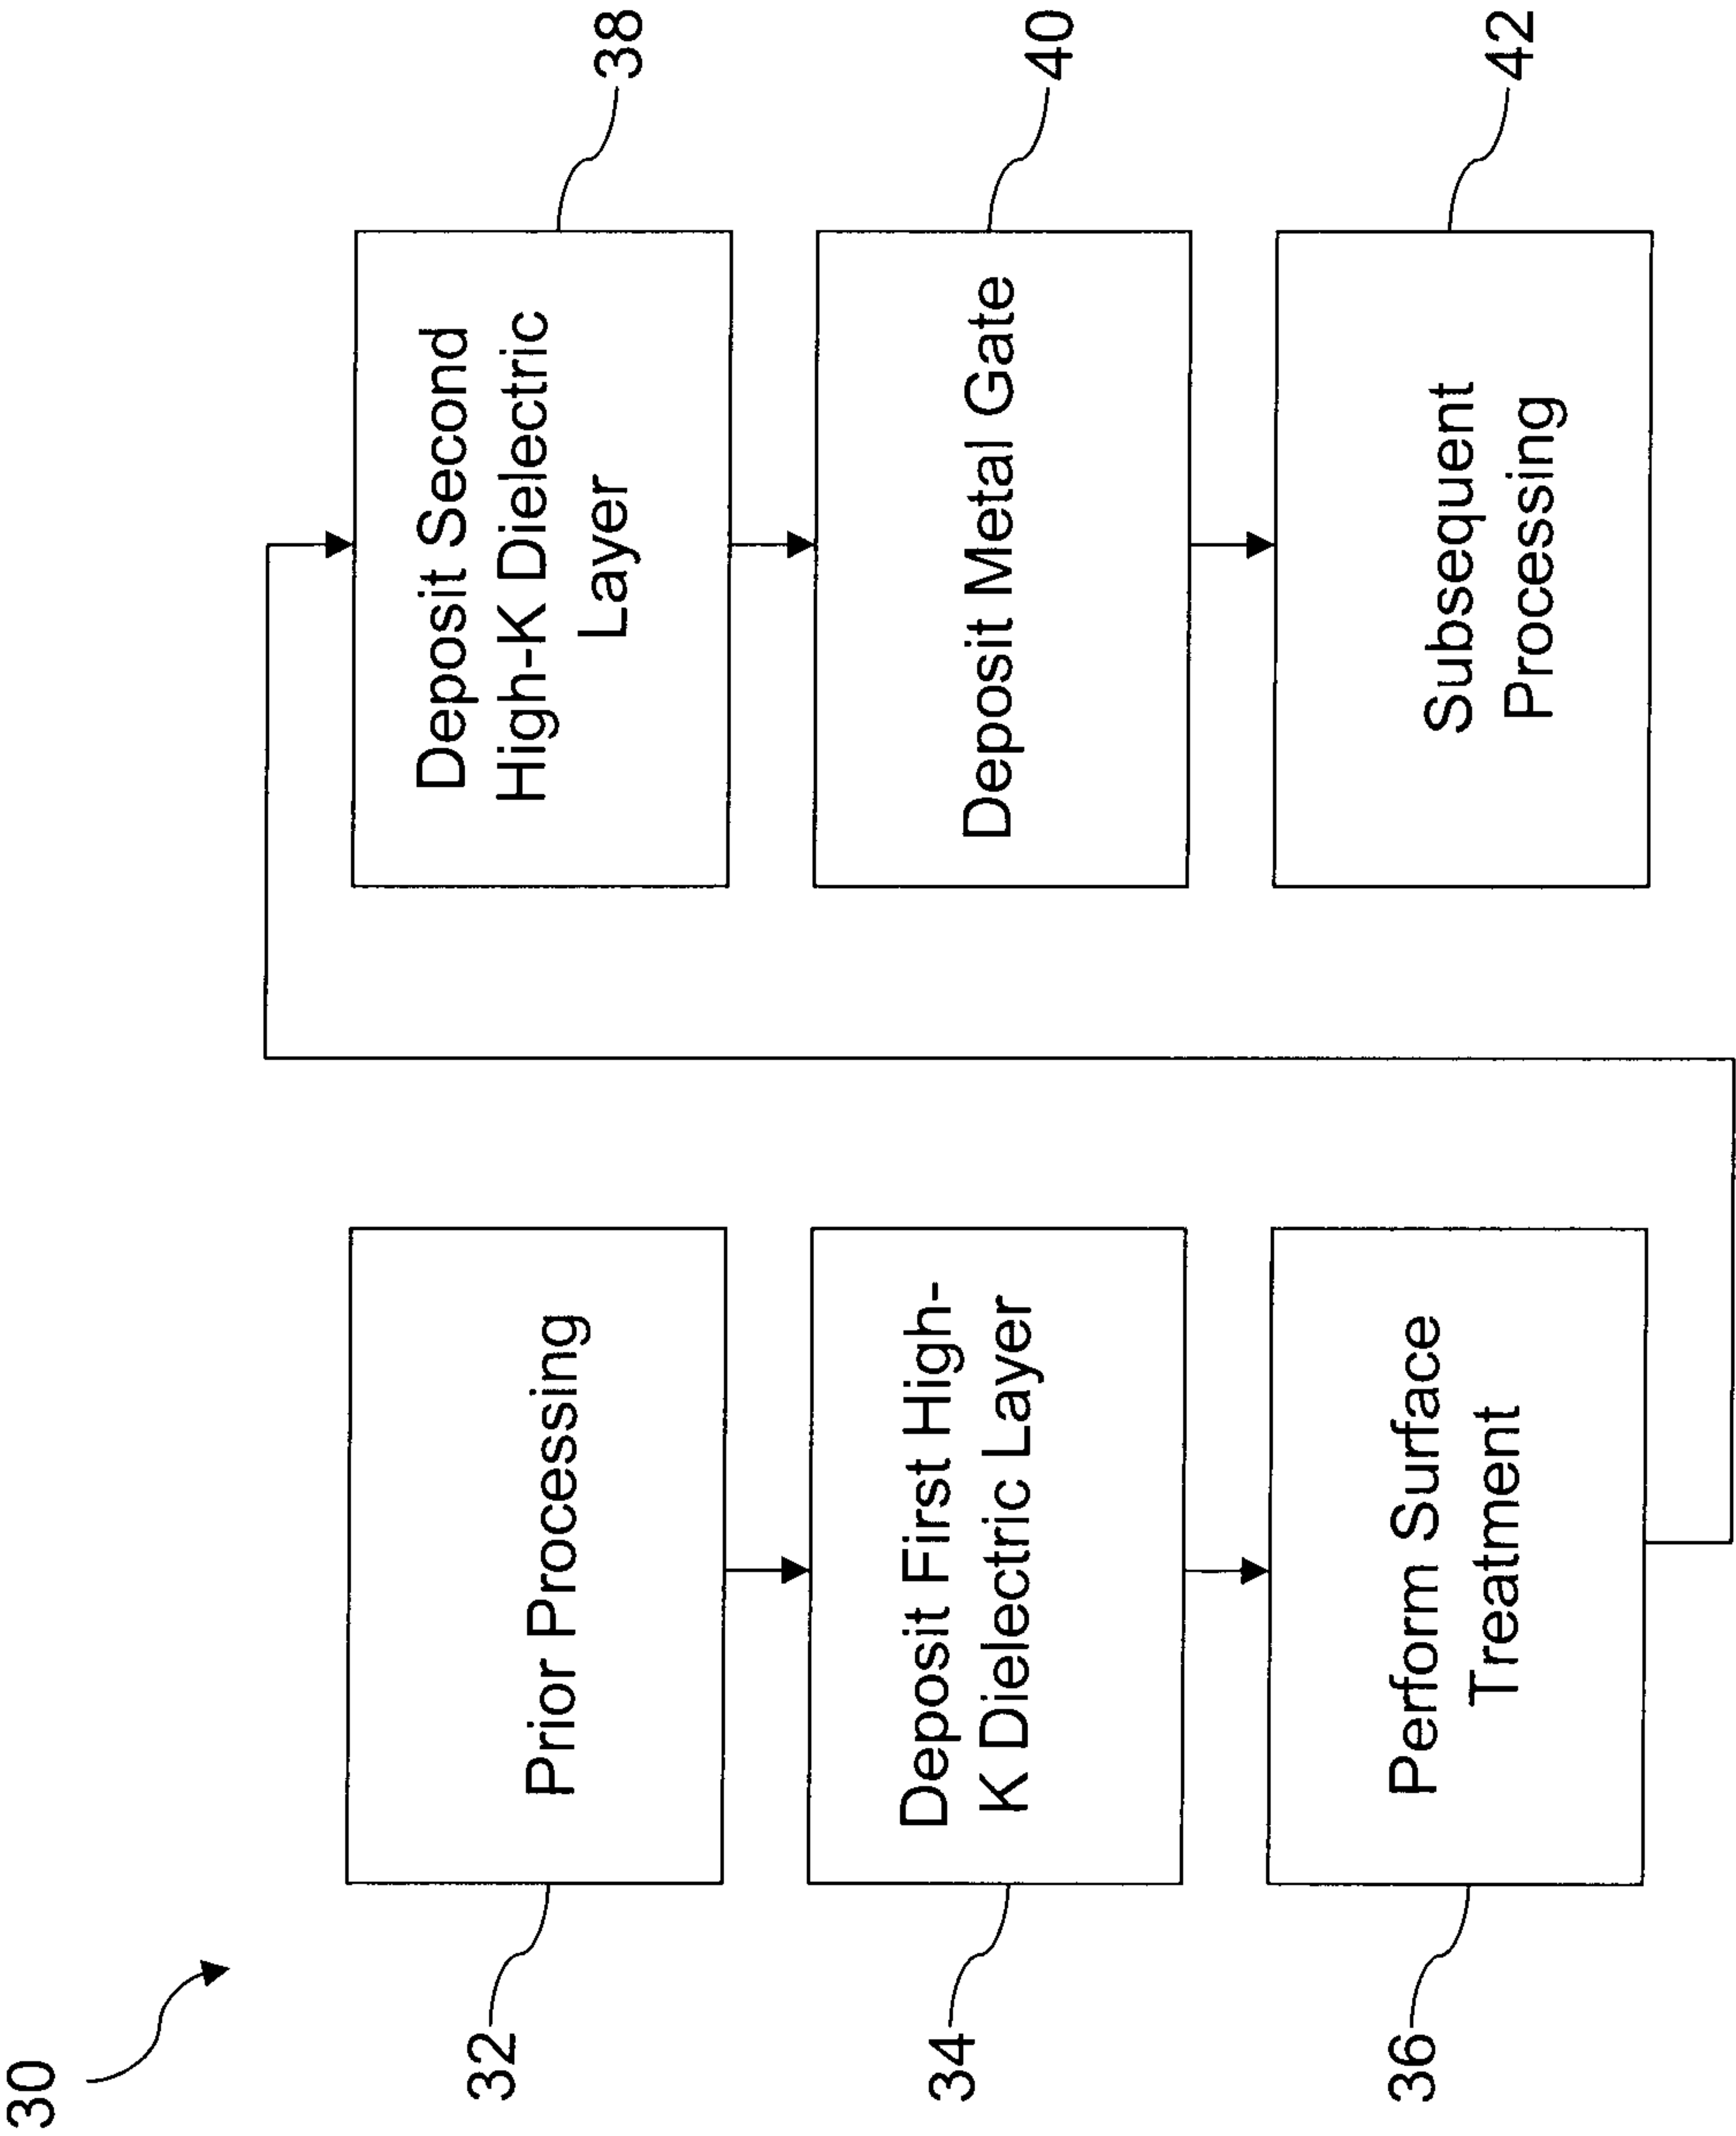 30
32
Prior Processing
34
Deposit First High-
K Dielectric Layer
36
Perform Surface
Treatment
38
Deposit Second
High-K Dielectric
Layer
40
Deposit Metal Gate
42
Subsequent
Processing